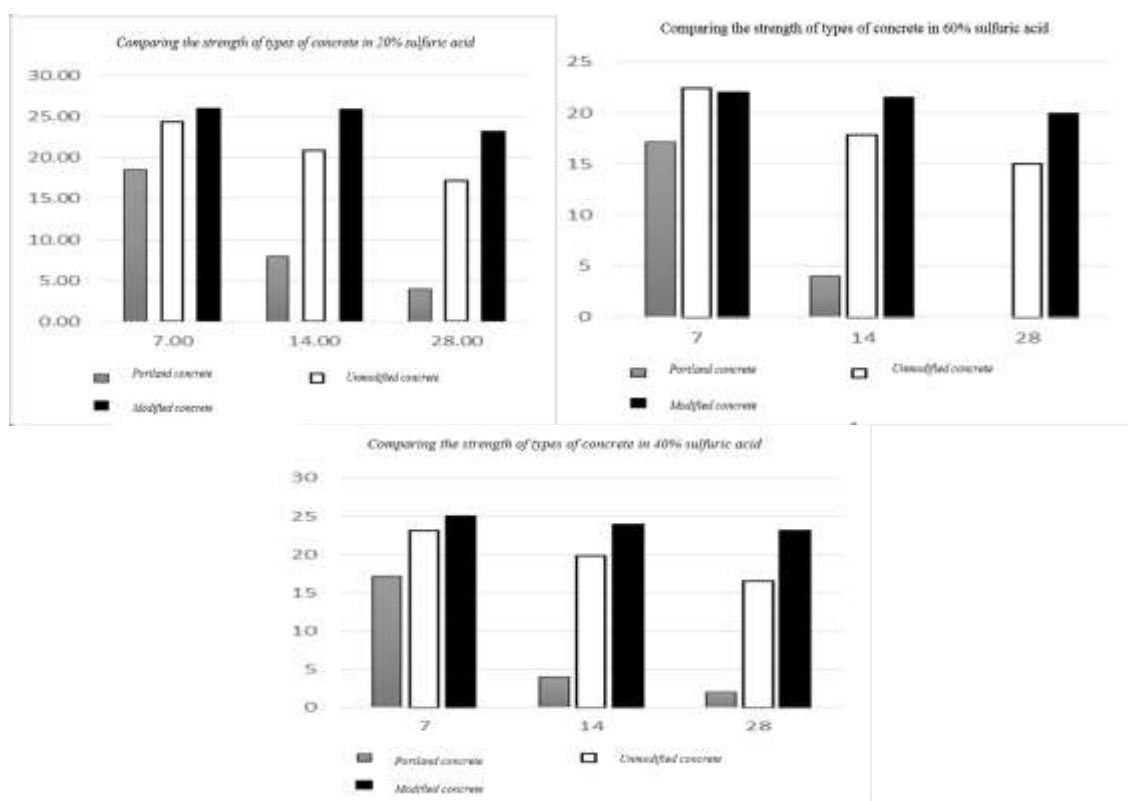 Comparing the strength of types of concrete in 20% sulfuric acid
30.00
25.00
20.00
15.00
10.00
5.00
0.00
7.00 14.00 28.00
Portland concrete Unmodified concrete
Modified concrete
Comparing the strength of types of concrete in 60% sulfuric acid
25
20
15
10
5
0
7 14 28
Portland concrete Unmodified concrete
Modified concrete
Comparing the strength of types of concrete in 40% sulfuric acid
30
25
20
15
10
5
0
7 14 28
Portland concrete Unmodified concrete
Modified concrete